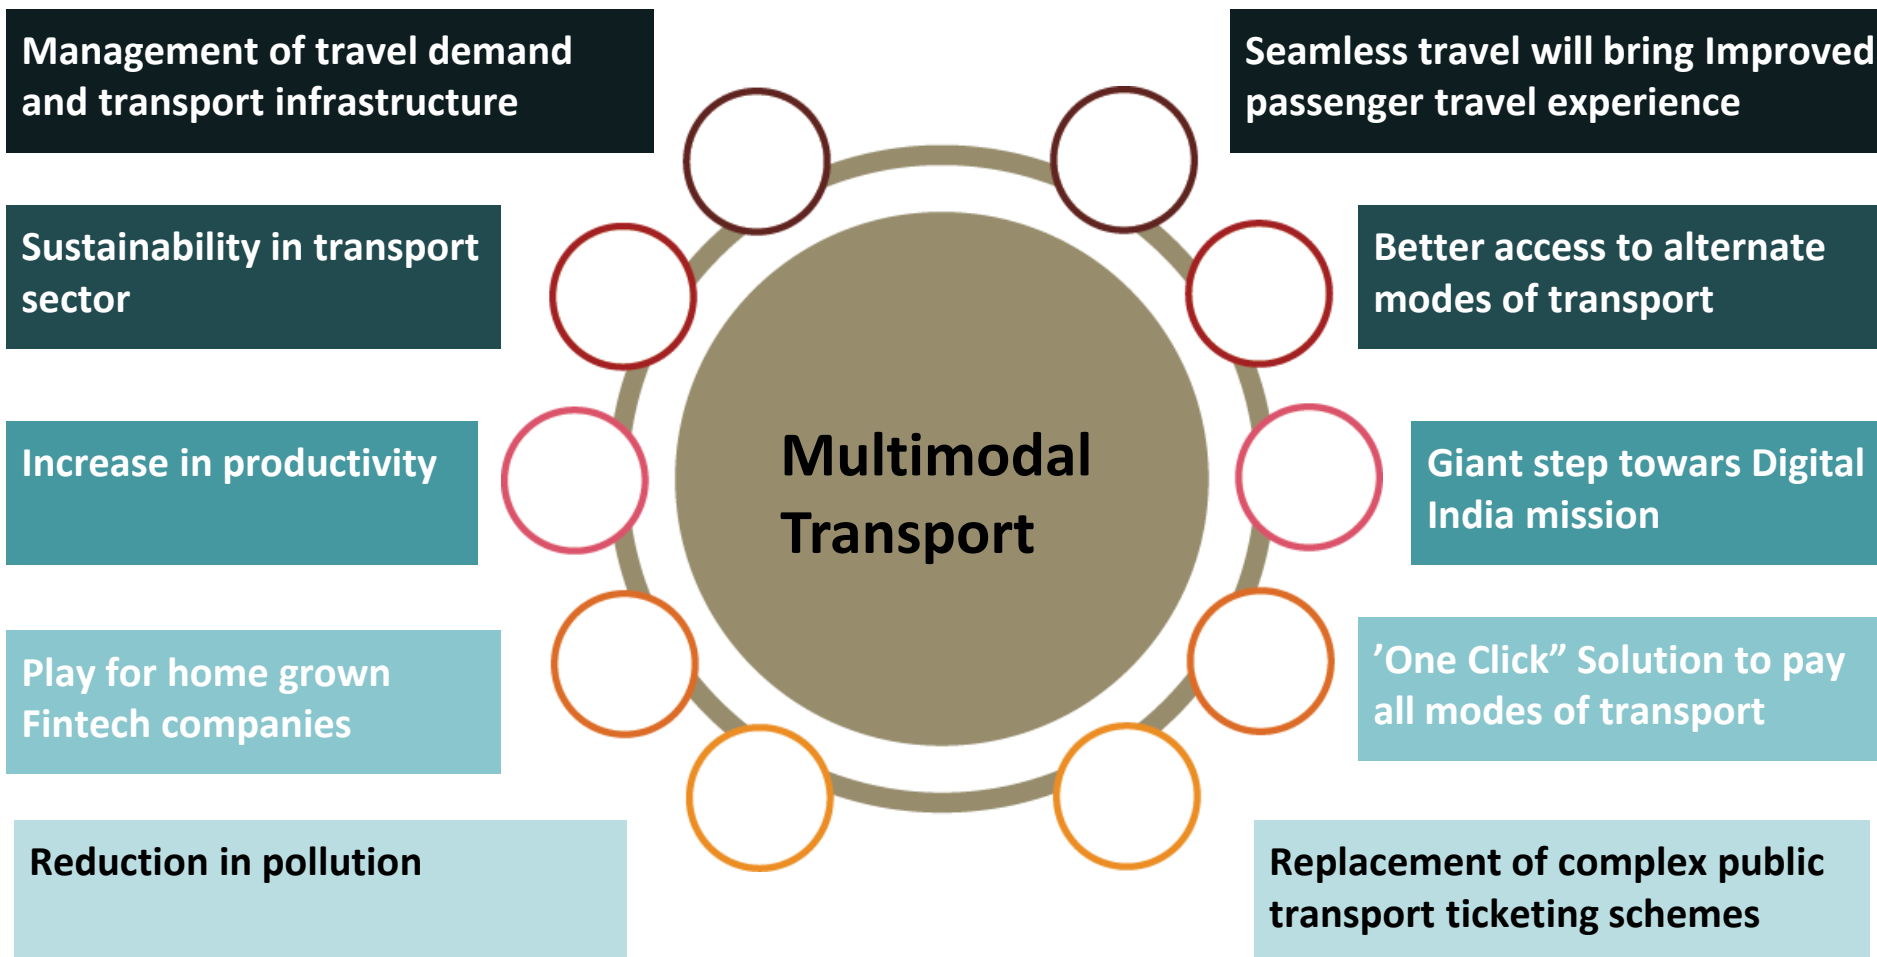 Management of travel demand
and transport infrastructure
Sustainability in transport
sector
Increase in productivity
Play for home grown
Fintech companies
Reduction in pollution
Multimodal
Transport
Seamless travel will bring Improved
passenger travel experience
Better access to alternate
modes of transport
Giant step towars Digital
India mission
’One Click” Solution to pay
all modes of transport
Replacement of complex public
transport ticketing schemes